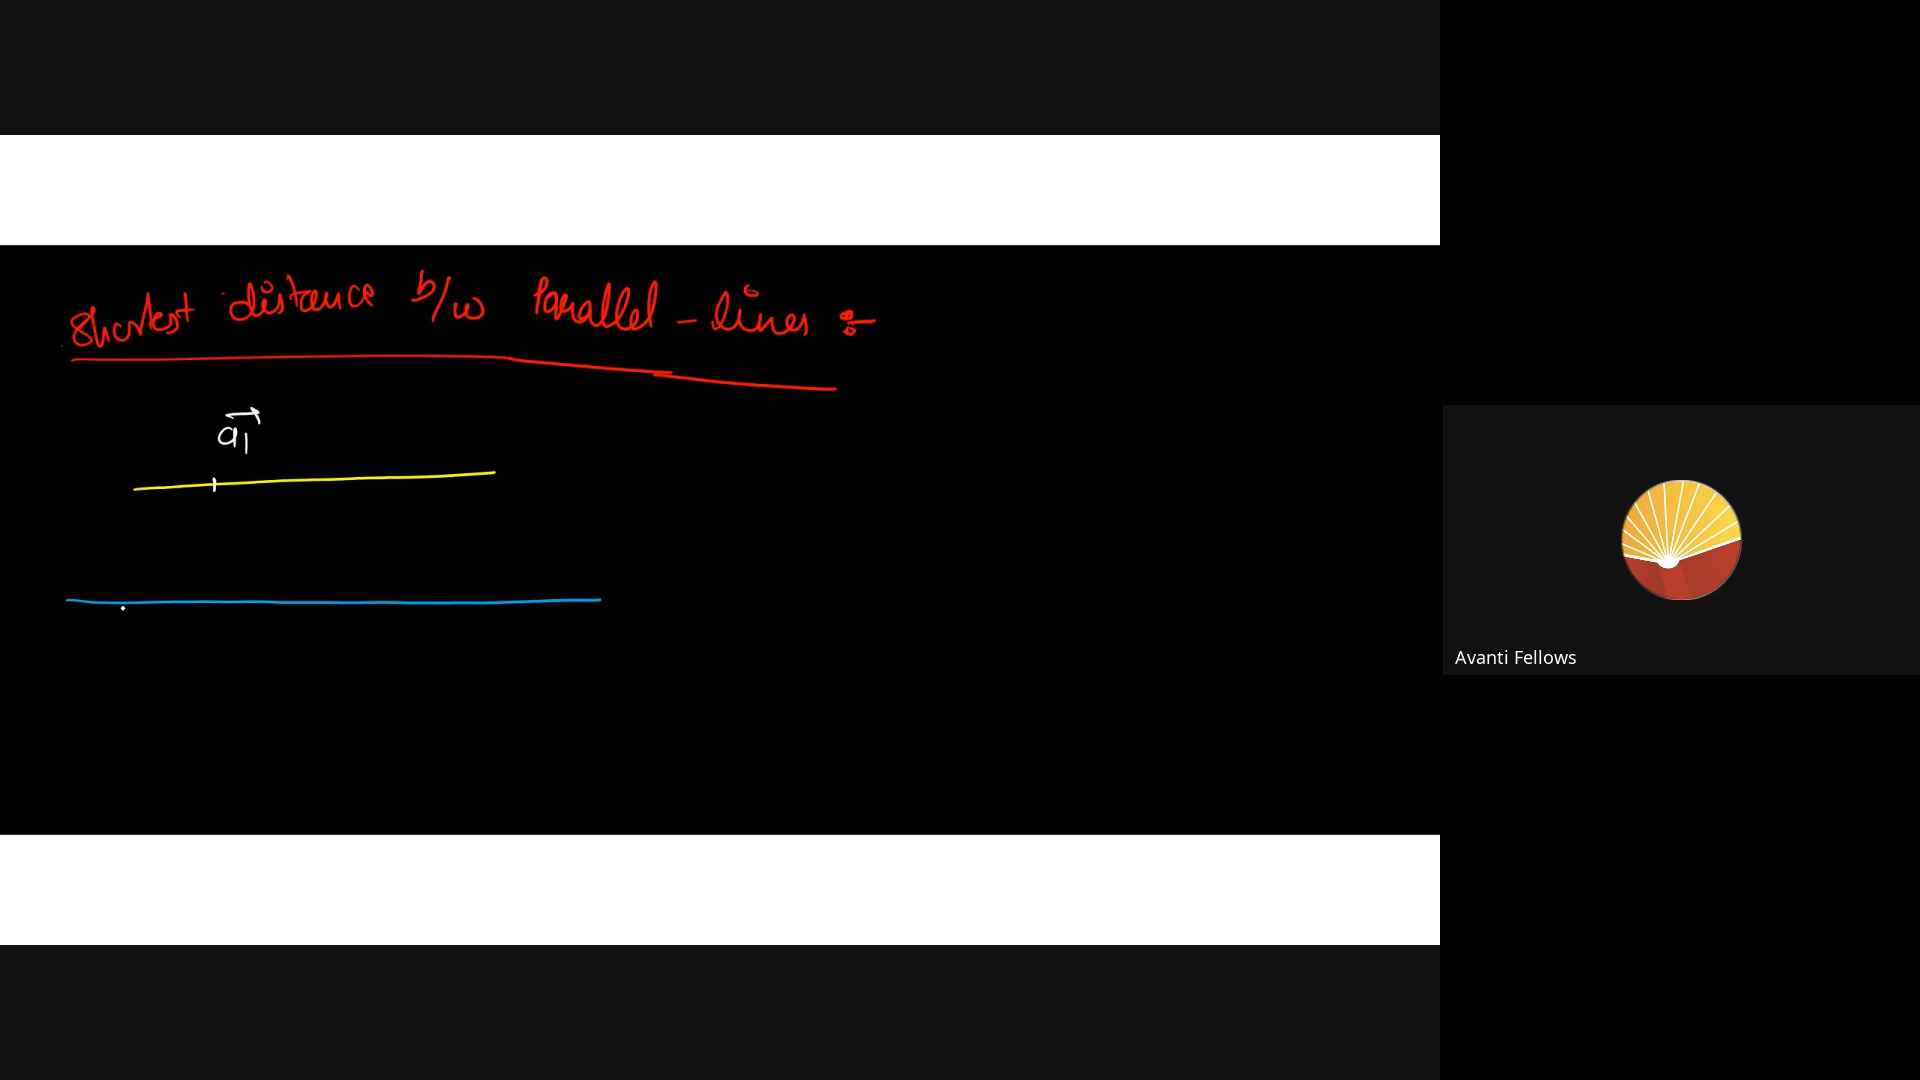 Shortest distance b/w Parallel - lines :-
a₁⃗
Avanti Fellows